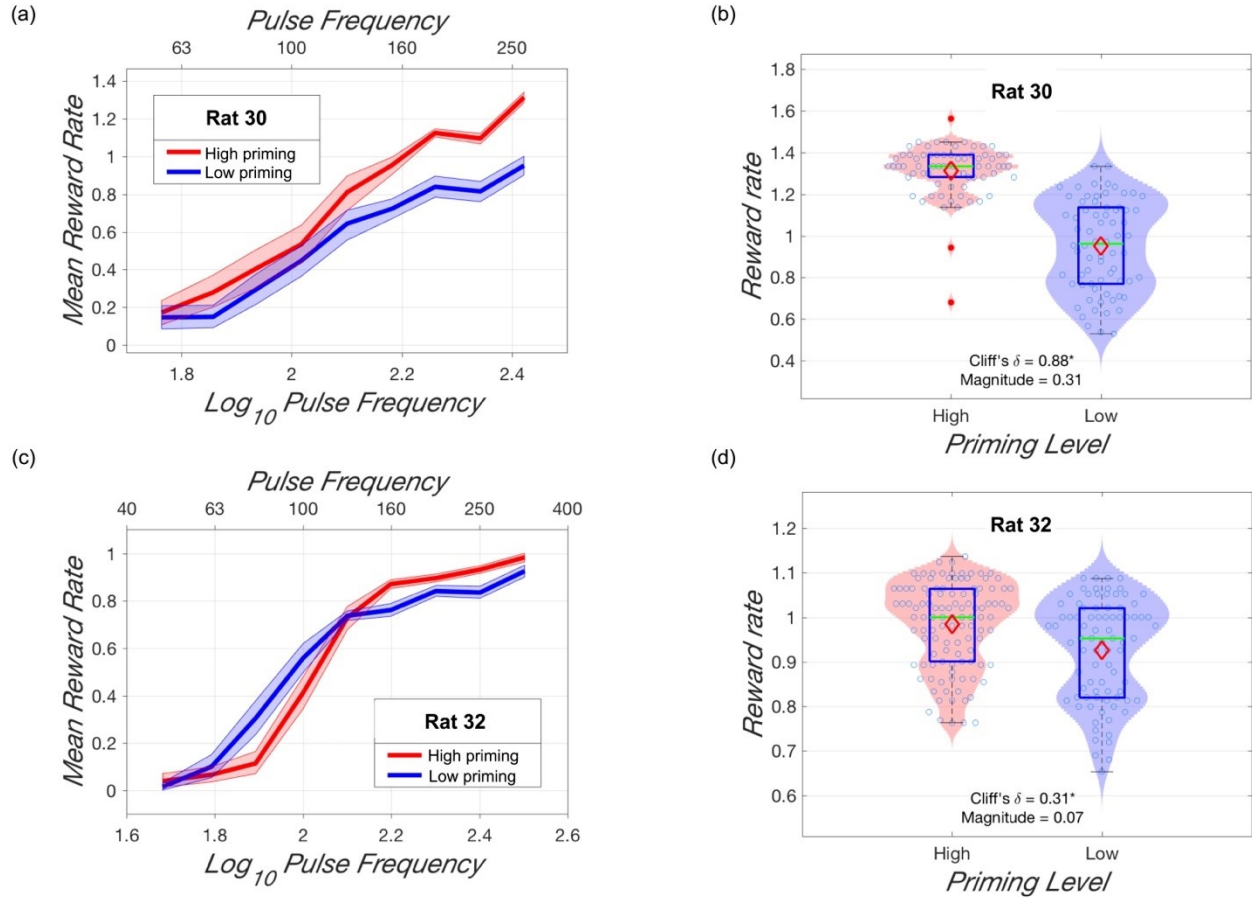 (a)
Pulse Frequency
63 100 160 250
1.4
1.2
1
0.8
0.6
0.4
0.2
0
Mean Reward Rate
Rat 30
High priming
Low priming
1.8 2 2.2 2.4
Log10 Pulse Frequency
(b)
1.8
1.6
1.4
1.2
1
0.8
0.6
0.4
Reward rate
Rat 30
Cliff's δ = 0.88*
Magnitude = 0.31
High Low
Priming Level
(c)
Pulse Frequency
40 63 100 160 250 400
1
0.8
0.6
0.4
0.2
0
Mean Reward Rate
Rat 32
High priming
Low priming
1.6 1.8 2 2.2 2.4 2.6
Log10 Pulse Frequency
(d)
1.2
1.1
1
0.9
0.8
0.7
0.6
Reward rate
Rat 32
Cliff's δ = 0.31*
Magnitude = 0.07
High Low
Priming Level